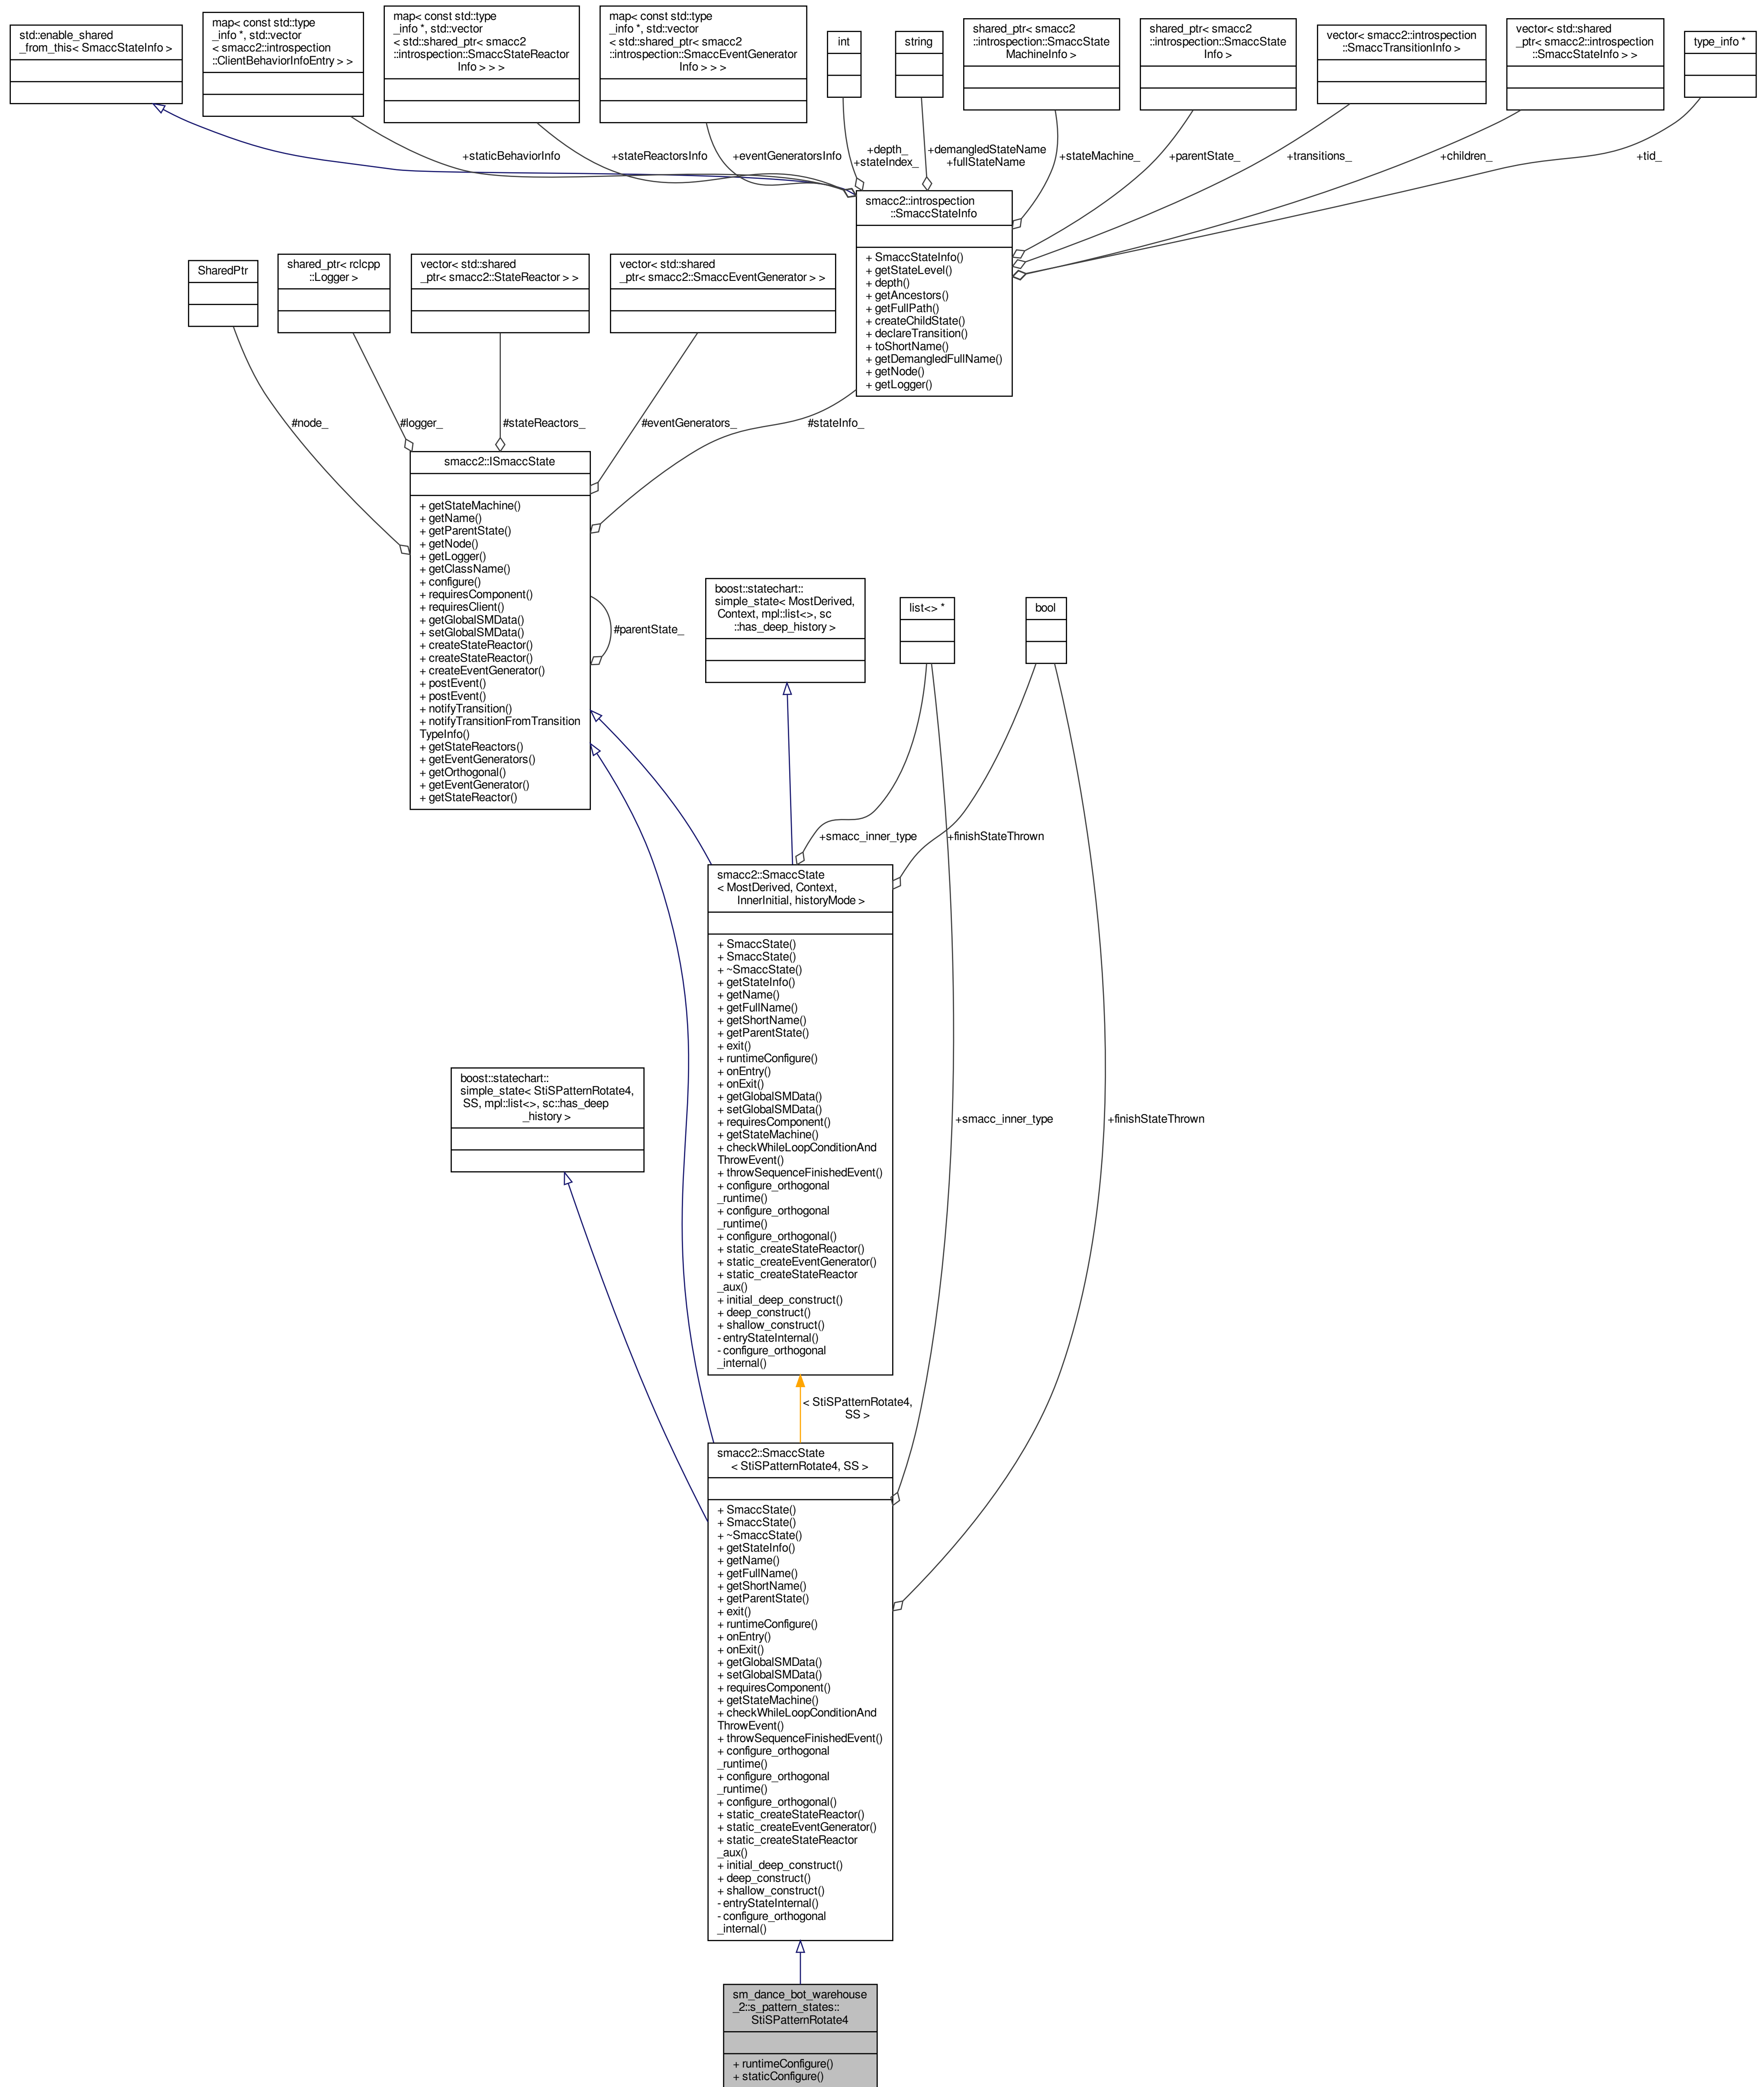 std::enable_shared
_from_this< SmaccStateInfo >
map< const std::type
_info *, std::vector
< smacc2::introspection
::ClientBehaviorInfoEntry > >
map< const std::type
_info *, std::vector
< std::shared_ptr< smacc2
::introspection::SmaccStateReactor
Info > > >
map< const std::type
_info *, std::vector
< std::shared_ptr< smacc2
::introspection::SmaccEventGenerator
Info > > >
int
string
shared_ptr< smacc2
::introspection::SmaccState
MachineInfo >
shared_ptr< smacc2
::introspection::SmaccState
Info >
vector< smacc2::introspection
::SmaccTransitionInfo >
vector< std::shared
_ptr< smacc2::introspection
::SmaccStateInfo > >
type_info *
+staticBehaviorInfo
+stateReactorsInfo
+eventGeneratorsInfo
+depth_
+stateIndex_
+demangledStateName
+fullStateName
+stateMachine_
+parentState_
+transitions_
+children_
+tid_
smacc2::introspection
::SmaccStateInfo
+ SmaccStateInfo()
+ getStateLevel()
+ depth()
+ getAncestors()
+ getFullPath()
+ createChildState()
+ declareTransition()
+ toShortName()
+ getDemangledFullName()
+ getNode()
+ getLogger()
SharedPtr
shared_ptr< rclcpp
::Logger >
vector< std::shared
_ptr< smacc2::StateReactor > >
vector< std::shared
_ptr< smacc2::SmaccEventGenerator > >
#node_
#logger_
#stateReactors_
#eventGenerators_
#stateInfo_
smacc2::ISmaccState
+ getStateMachine()
+ getName()
+ getParentState()
+ getNode()
+ getLogger()
+ getClassName()
+ configure()
+ requiresComponent()
+ requiresClient()
+ getGlobalSMData()
+ setGlobalSMData()
+ createStateReactor()
+ createStateReactor()
+ createEventGenerator()
+ postEvent()
+ postEvent()
+ notifyTransition()
+ notifyTransitionFromTransition
TypeInfo()
+ getStateReactors()
+ getEventGenerators()
+ getOrthogonal()
+ getEventGenerator()
+ getStateReactor()
#parentState_
boost::statechart::
simple_state< MostDerived,
Context, mpl::list<>, sc
::has_deep_history >
list<> *
bool
+smacc_inner_type
+finishStateThrown
smacc2::SmaccState
< MostDerived, Context,
InnerInitial, historyMode >
+ SmaccState()
+ SmaccState()
+ ~SmaccState()
+ getStateInfo()
+ getName()
+ getFullName()
+ getShortName()
+ getParentState()
+ exit()
+ runtimeConfigure()
+ onEntry()
+ onExit()
+ getGlobalSMData()
+ setGlobalSMData()
+ requiresComponent()
+ getStateMachine()
+ checkWhileLoopConditionAnd
ThrowEvent()
+ throwSequenceFinishedEvent()
+ configure_orthogonal
_runtime()
+ configure_orthogonal
_runtime()
+ configure_orthogonal()
+ static_createStateReactor()
+ static_createEventGenerator()
+ static_createStateReactor
_aux()
+ initial_deep_construct()
+ deep_construct()
+ shallow_construct()
- entryStateInternal()
- configure_orthogonal
_internal()
boost::statechart::
simple_state< StiSPatternRotate4,
SS, mpl::list<>, sc::has_deep
_history >
+smacc_inner_type
+finishStateThrown
< StiSPatternRotate4,
SS >
smacc2::SmaccState
< StiSPatternRotate4, SS >
+ SmaccState()
+ SmaccState()
+ ~SmaccState()
+ getStateInfo()
+ getName()
+ getFullName()
+ getShortName()
+ getParentState()
+ exit()
+ runtimeConfigure()
+ onEntry()
+ onExit()
+ getGlobalSMData()
+ setGlobalSMData()
+ requiresComponent()
+ getStateMachine()
+ checkWhileLoopConditionAnd
ThrowEvent()
+ throwSequenceFinishedEvent()
+ configure_orthogonal
_runtime()
+ configure_orthogonal
_runtime()
+ configure_orthogonal()
+ static_createStateReactor()
+ static_createEventGenerator()
+ static_createStateReactor
_aux()
+ initial_deep_construct()
+ deep_construct()
+ shallow_construct()
- entryStateInternal()
- configure_orthogonal
_internal()
sm_dance_bot_warehouse
_2::s_pattern_states::
StiSPatternRotate4
+ runtimeConfigure()
+ staticConfigure()